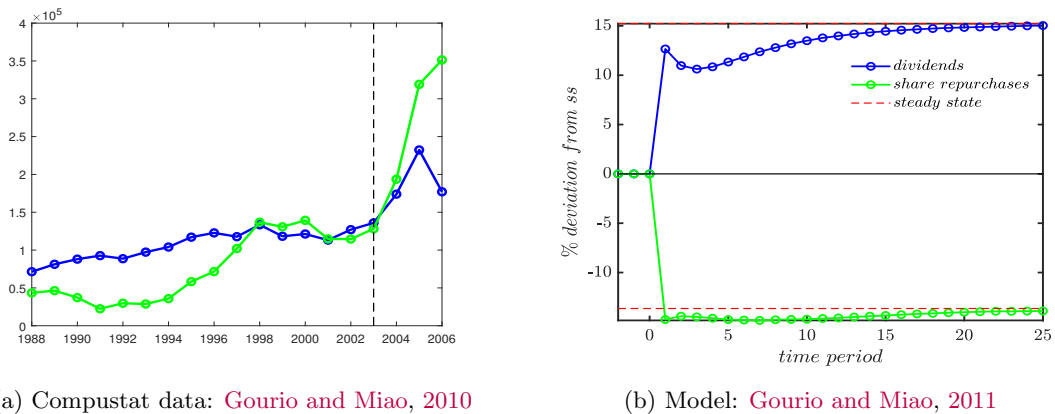 ×10⁵
4
3.5
3
2.5
2
1.5
1
0.5
0
1988 1990 1992 1994 1996 1998 2000 2002 2004 2006
a) Compustat data: Gourio and Miao, 2010
15
10
5
0
-5
-10
% deviation from ss
dividends
share repurchases
steady state
0 5 10 15 20 25
time period
(b) Model: Gourio and Miao, 2011